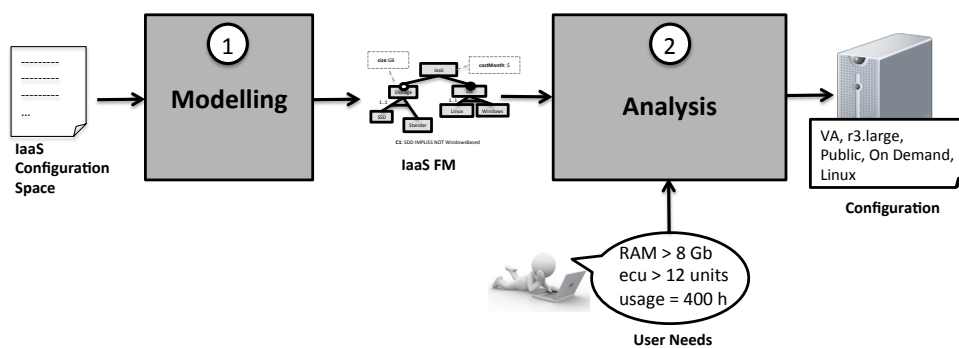 --------
--------
--------
...
IaaS
Configuration
Space
1
Modelling
size:GB
costMonth: $
IaaS
Storage
1..1
1..1
SSD
Standar
Linux
Windows
C1: SDD IMPLIES NOT WindowsBased
IaaS FM
2
Analysis
RAM > 8 Gb
ecu > 12 units
usage = 400 h
User Needs
VA, r3.large,
Public, On Demand,
Linux
Configuration